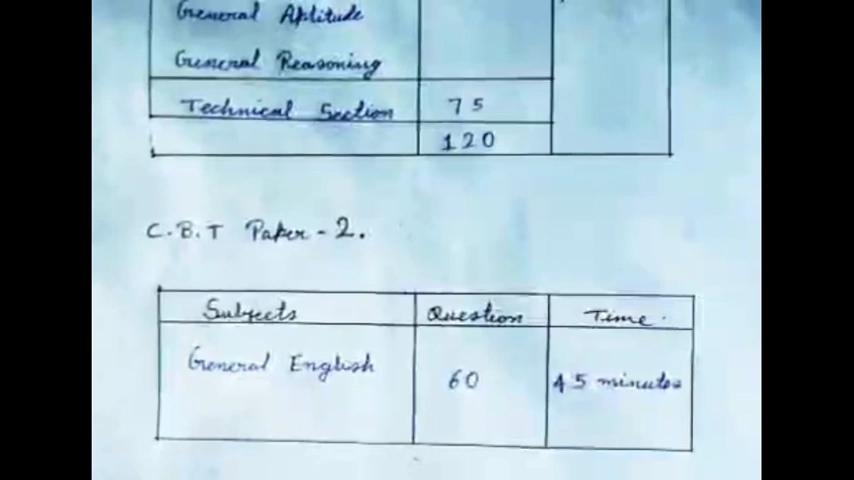 General Aptitude
General Reasoning
Technical Section 75
120
C.B.T Paper - 2.
Subjects Question Time.
General English 60 45 minutes